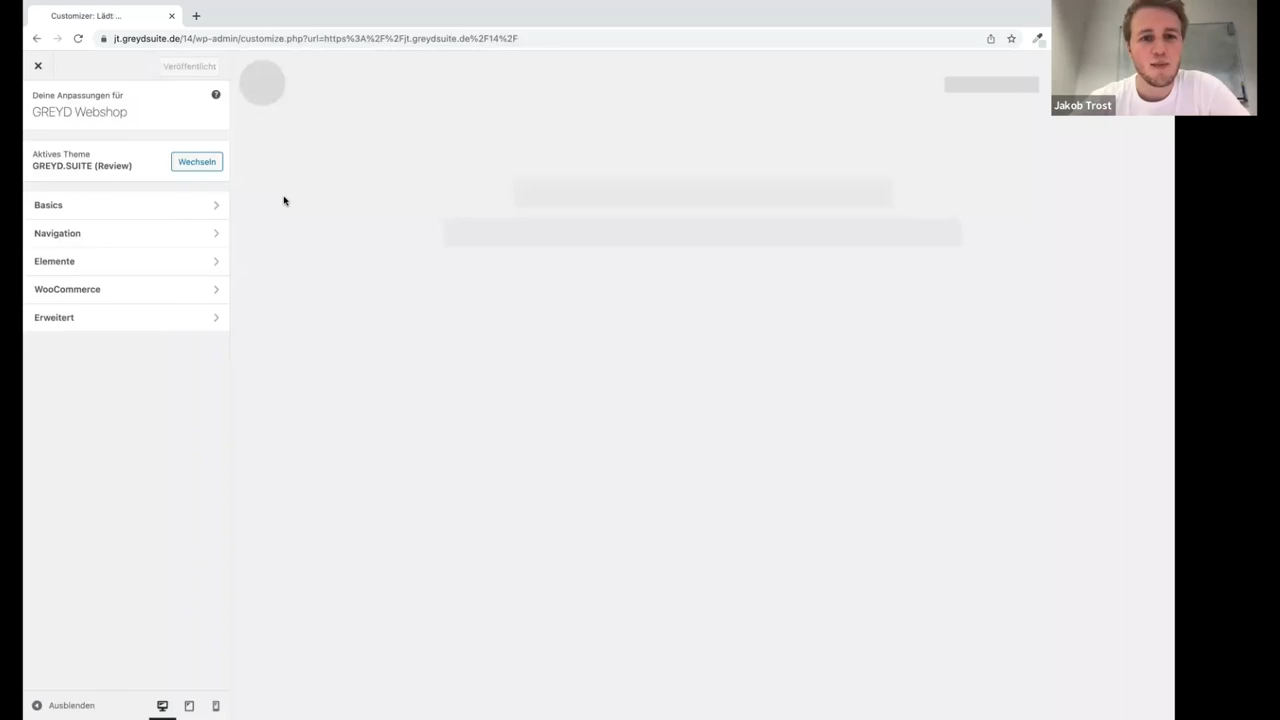 Customizer: Lädt ...
jt.greydsuite.de/14/wp-admin/customize.php?url=https%3A%2F%2Fjt.greydsuite.de%2F14%2F
Jakob Trost
Veröffentlicht
Deine Anpassungen für
GREYD Webshop
Aktives Theme
GREYD.SUITE (Review)
Wechseln
Basics
Navigation
Elemente
WooCommerce
Erweitert
Ausblenden